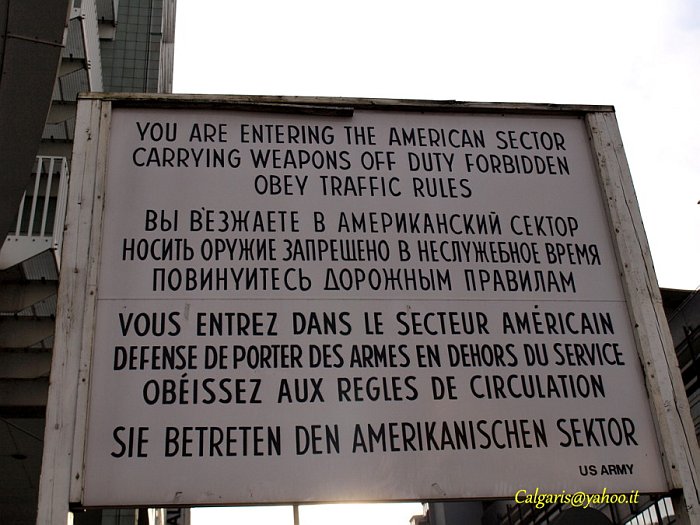 YOU ARE ENTERING THE AMERICAN SECTOR
CARRYING WEAPONS OFF DUTY FORBIDDEN
OBEY TRAFFIC RULES
ВЫ ВЪЕЗЖАЕТЕ В АМЕРИКАНСКИЙ СЕКТОР
НОСИТЬ ОРУЖИЕ ЗАПРЕЩЕНО В НЕСЛУЖЕБНОЕ ВРЕМЯ
ПОВИНУИТЕСЬ ДОРОЖНЫМ ПРАВИЛАМ
VOUS ENTREZ DANS LE SECTEUR AMÉRICAIN
DEFENSE DE PORTER DES ARMES EN DEHORS DU SERVICE
OBÉISSEZ AUX REGLES DE CIRCULATION
SIE BETRETEN DEN AMERIKANISCHEN SEKTOR
US ARMY
Calgaris@yahoo.it